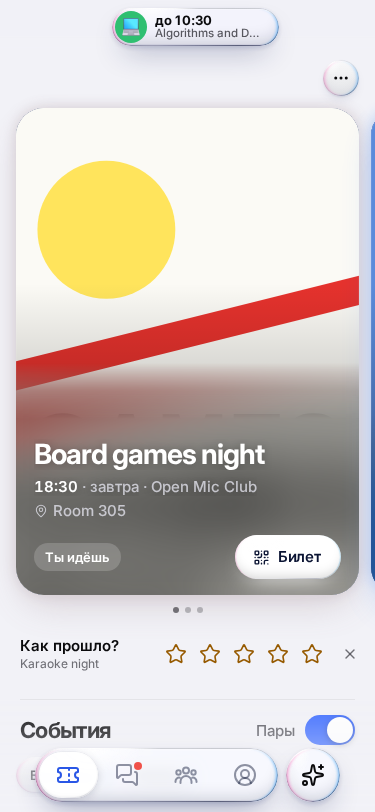 до 10:30
Algorithms and D...
Board games night
18:30 · завтра · Open Mic Club
Room 305
Ты идёшь
Билет
Как прошло?
Karaoke night
События
Пары